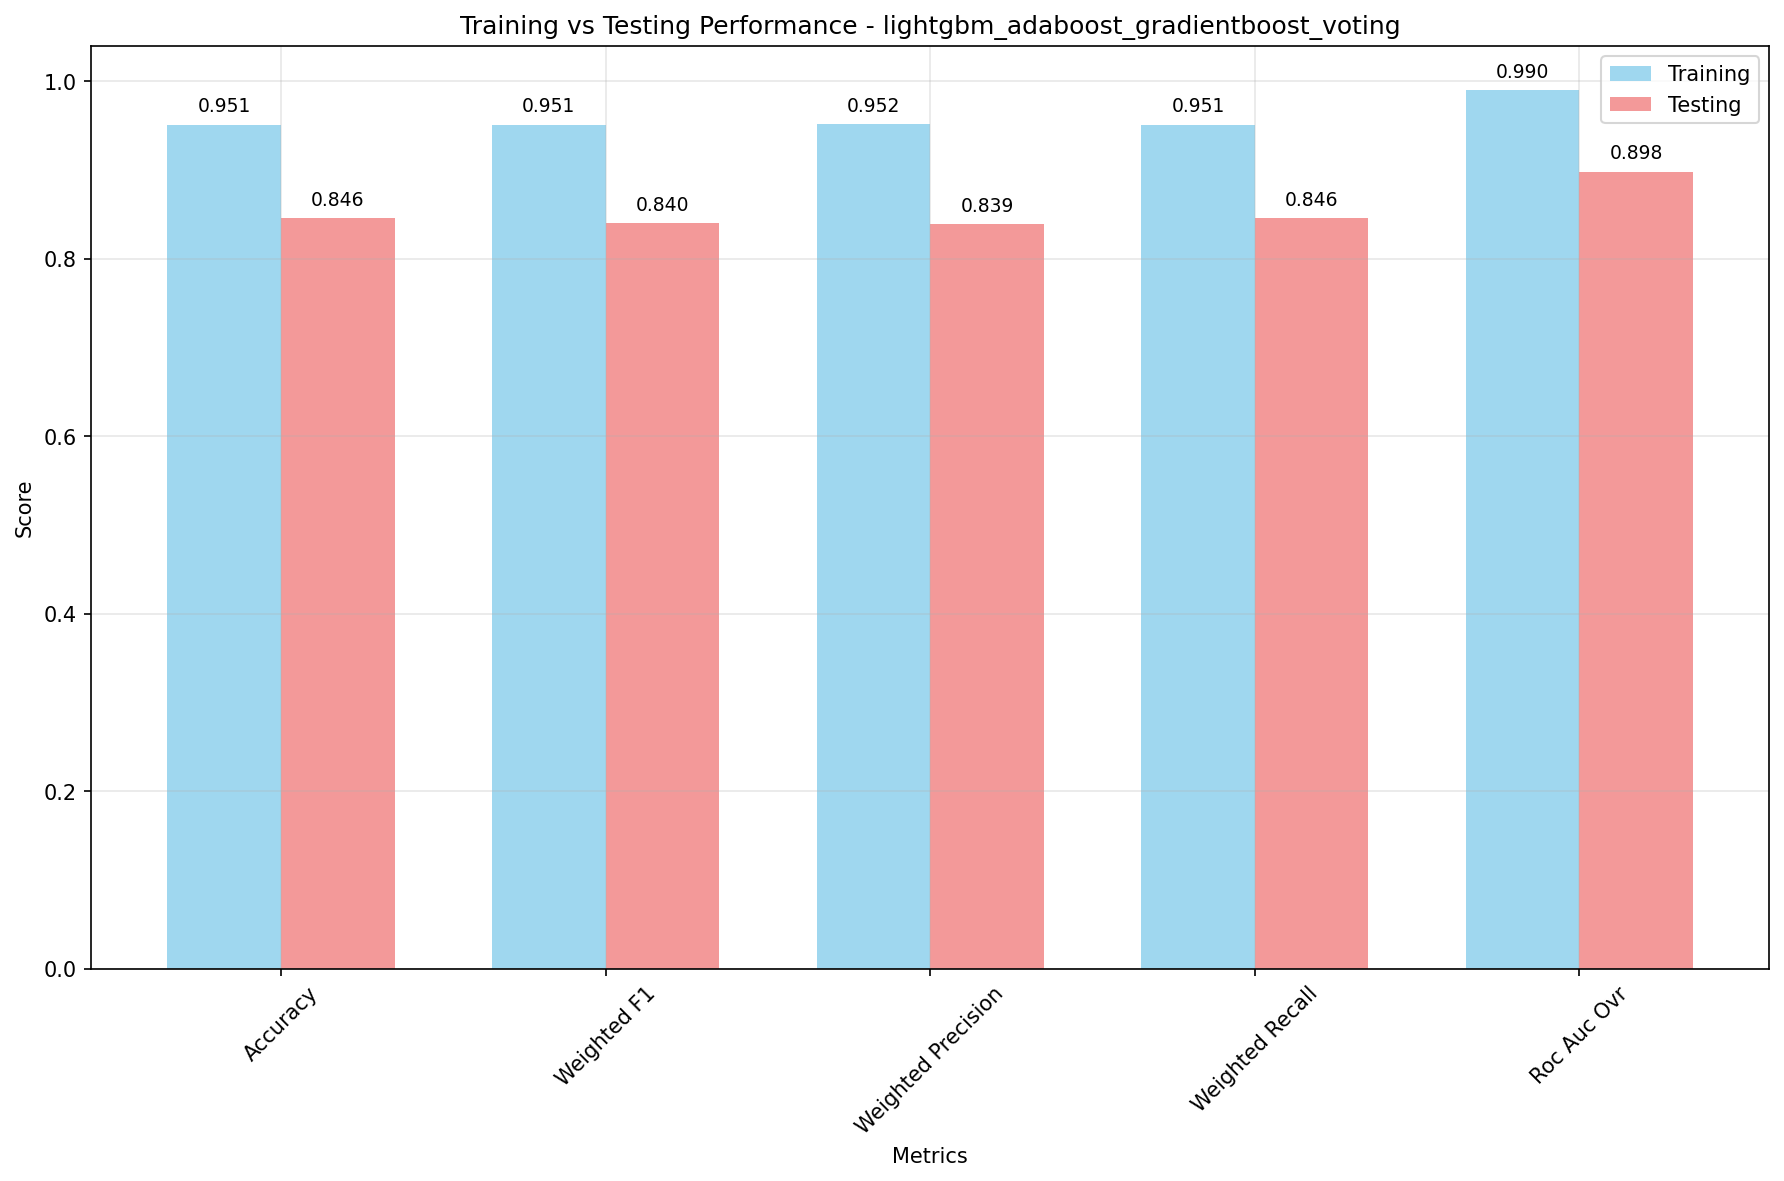 Training vs Testing Performance - lightgbm_adaboost_gradientboost_voting
Training
Testing
0.951
0.846
0.951
0.840
0.952
0.839
0.951
0.846
0.990
0.898
1.0
0.8
0.6
0.4
0.2
0.0
Score
Accuracy
Weighted F1
Weighted Precision
Weighted Recall
Roc Auc Ovr
Metrics